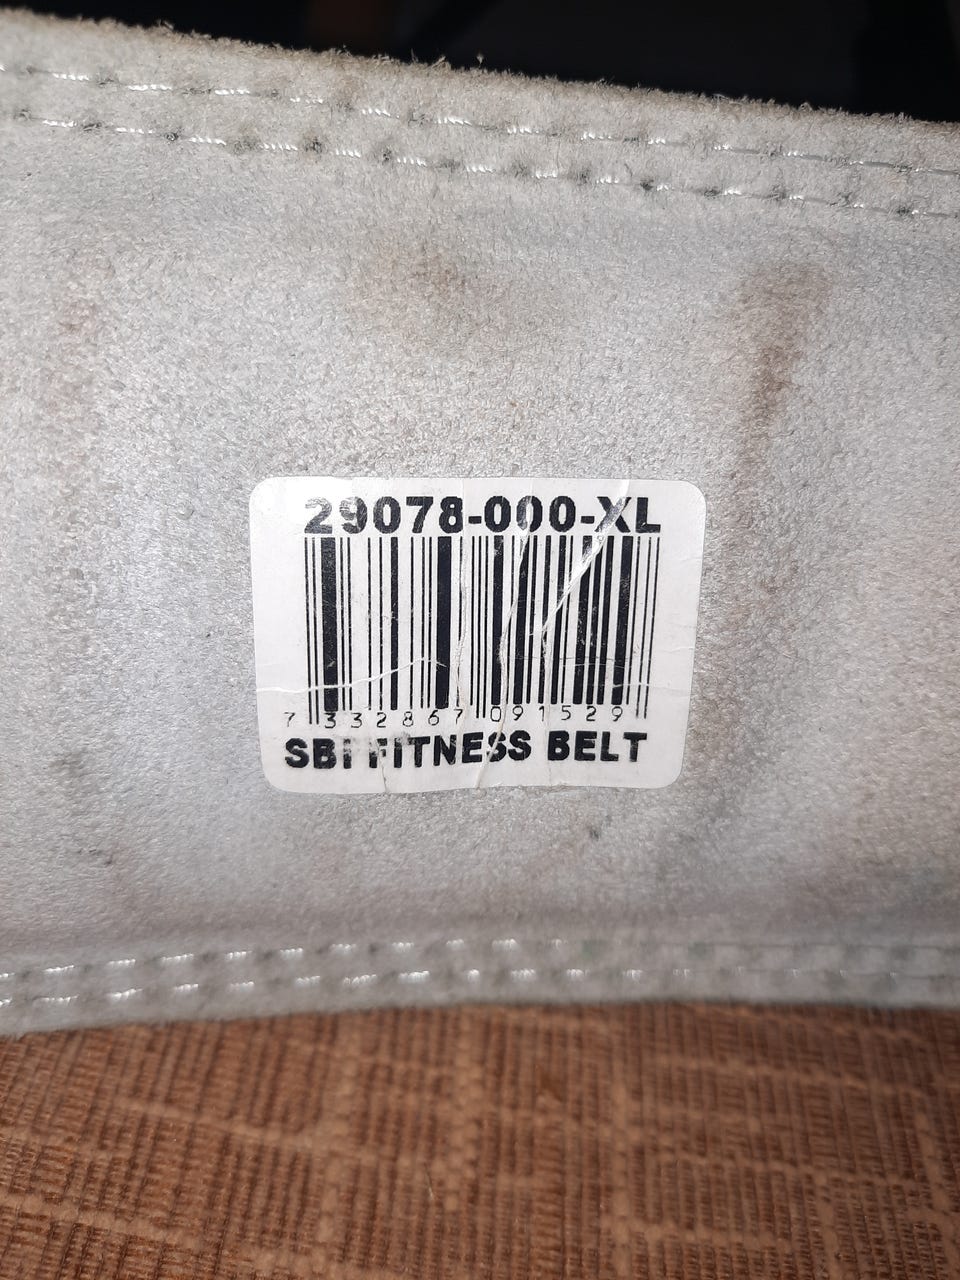 29078-000-XL
7 332867 091529
SBI FITNESS BELT